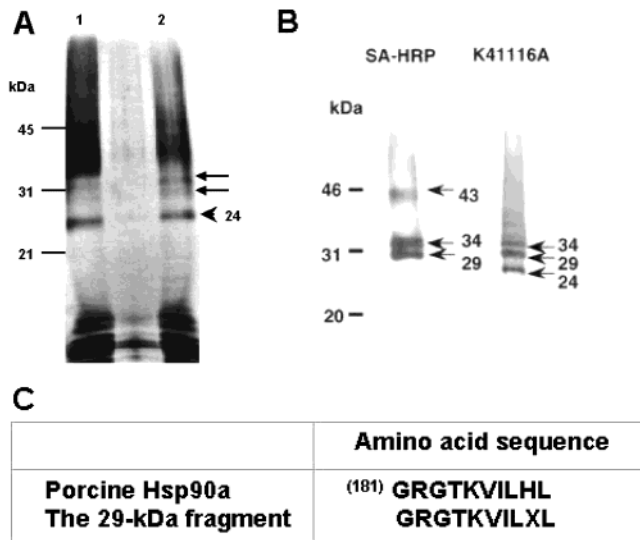 A
1 2
kDa
45
31
24
21
B
SA-HRP K41116A
kDa
46
43
34
34
31
29
29
24
20
C
Amino acid sequence
Porcine Hsp90a (181) GRGTKVILHL
The 29-kDa fragment GRGTKVILXL